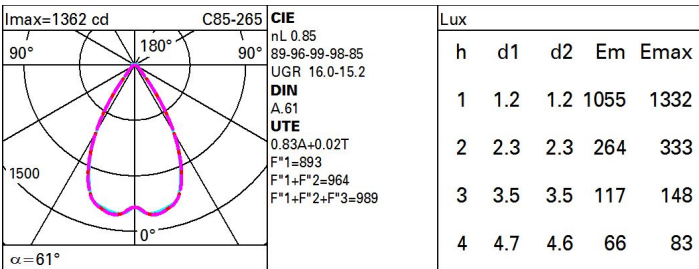 Imax=1362 cd C85-265
90° 180° 90°
1500
0°
α=61°
CIE
nL 0.85
89-96-99-98-85
UGR 16.0-15.2
DIN
A.61
UTE
0.83A+0.02T
F"1=893
F"1+F"2=964
F"1+F"2+F"3=989
Lux
h d1 d2 Em Emax
1 1.2 1.2 1055 1332
2 2.3 2.3 264 333
3 3.5 3.5 117 148
4 4.7 4.6 66 83